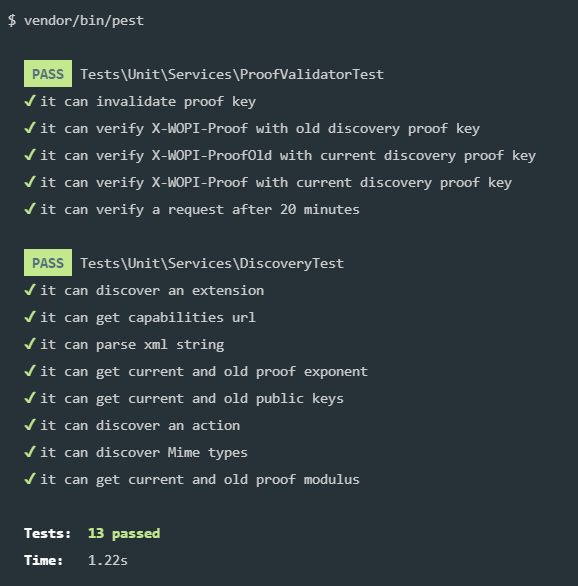 $ vendor/bin/pest
PASS Tests\Unit\Services\ProofValidatorTest
✓ it can invalidate proof key
✓ it can verify X-WOPI-Proof with old discovery proof key
✓ it can verify X-WOPI-ProofOld with current discovery proof key
✓ it can verify X-WOPI-Proof with current discovery proof key
✓ it can verify a request after 20 minutes
PASS Tests\Unit\Services\DiscoveryTest
✓ it can discover an extension
✓ it can get capabilities url
✓ it can parse xml string
✓ it can get current and old proof exponent
✓ it can get current and old public keys
✓ it can discover an action
✓ it can discover Mime types
✓ it can get current and old proof modulus
Tests: 13 passed
Time: 1.22s